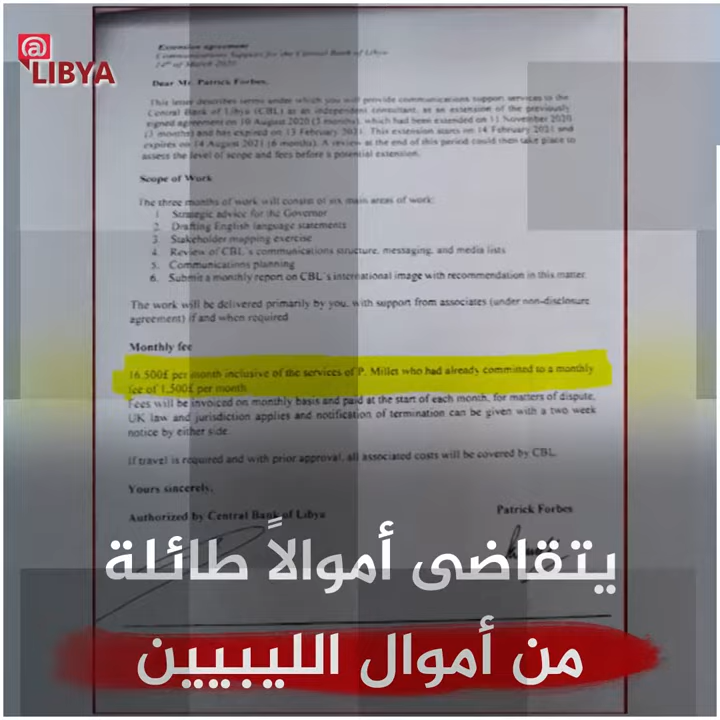 @LIBYA
Extension agreement
Communications Support for the Central Bank of Libya
14th of March 2020
Dear Mr. Patrick Forbes,
This letter describes terms under which you will provide communications support services to the
Central Bank of Libya (CBL) as an independent consultant, as an extension of the previously
signed agreement on 10 August 2020 (3 months), which had been extended on 11 November 2020
(3 months) and has expired on 13 February 2021. This extension starts on 14 February 2021 and
expires on 14 August 2021 (6 months). A review at the end of this period could then take place to
assess the level of scope and fees before a potential extension.
Scope of Work
The three months of work will consist of six main areas of work:
1. Strategic advice for the Governor
2. Drafting English language statements
3. Stakeholder mapping exercise
4. Review of CBL`s communications structure, messaging, and media lists
5. Communications planning
6. Submit a monthly report on CBL`s international image with recommendation in this matter.
The work will be delivered primarily by you, with support from associates (under non-disclosure
agreement) if and when required
Monthly fee
16,500£ per month inclusive of the services of P. Millet who had already committed to a monthly
fee of 1,500£ per month.
Fees will be invoiced on monthly basis and paid at the start of each month, for matters of dispute,
UK law and jurisdiction applies and notification of termination can be given with a two week
notice by either side.
If travel is required and with prior approval, all associated costs will be covered by CBL.
Yours sincerely,
Authorized by Central Bank of Libya
Patrick Forbes
يتقاضى أموالاً طائلة
من أموال الليبيين